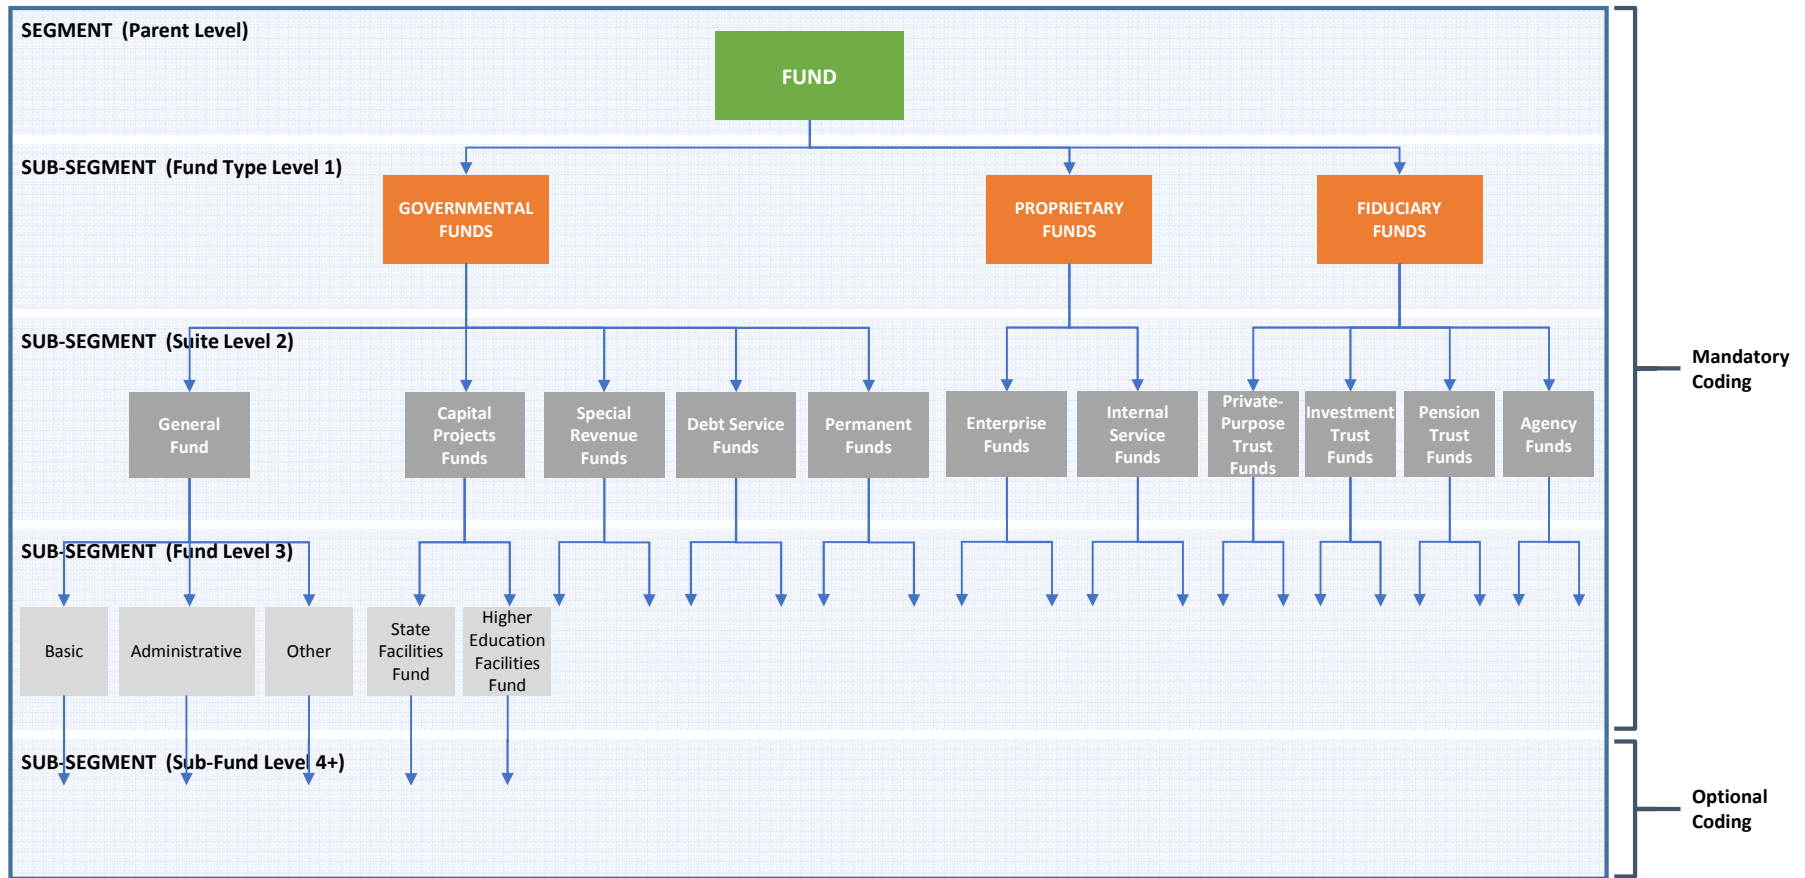 SEGMENT (Parent Level)
FUND
SUB-SEGMENT (Fund Type Level 1)
GOVERNMENTAL
FUNDS
PROPRIETARY
FUNDS
FIDUCIARY
FUNDS
SUB-SEGMENT (Suite Level 2)
General
Fund
Capital
Projects
Funds
Special
Revenue
Funds
Debt Service
Funds
Permanent
Funds
Enterprise
Funds
Internal
Service
Funds
Private-
Purpose
Trust
Funds
Investment
Trust
Funds
Pension
Trust
Funds
Agency
Funds
SUB-SEGMENT (Fund Level 3)
Basic
Administrative
Other
State
Facilities
Fund
Higher
Education
Facilities
Fund
SUB-SEGMENT (Sub-Fund Level 4+)
Mandatory
Coding
Optional
Coding